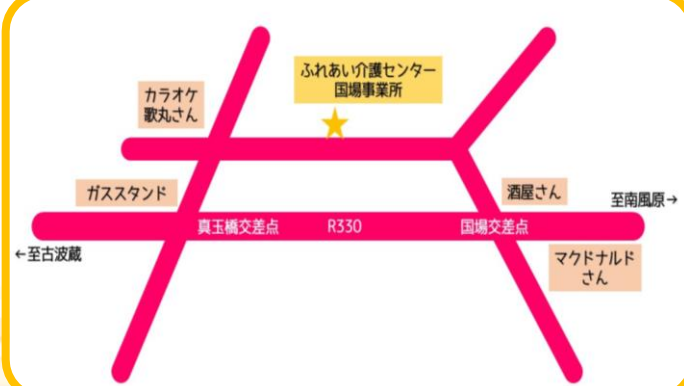 ふれあい介護センター
国場事業所
カラオケ
歌丸さん
ガススタンド
酒屋さん
至南風原→
真玉橋交差点
R330
国場交差点
←至古波蔵
マクドナルド
さん